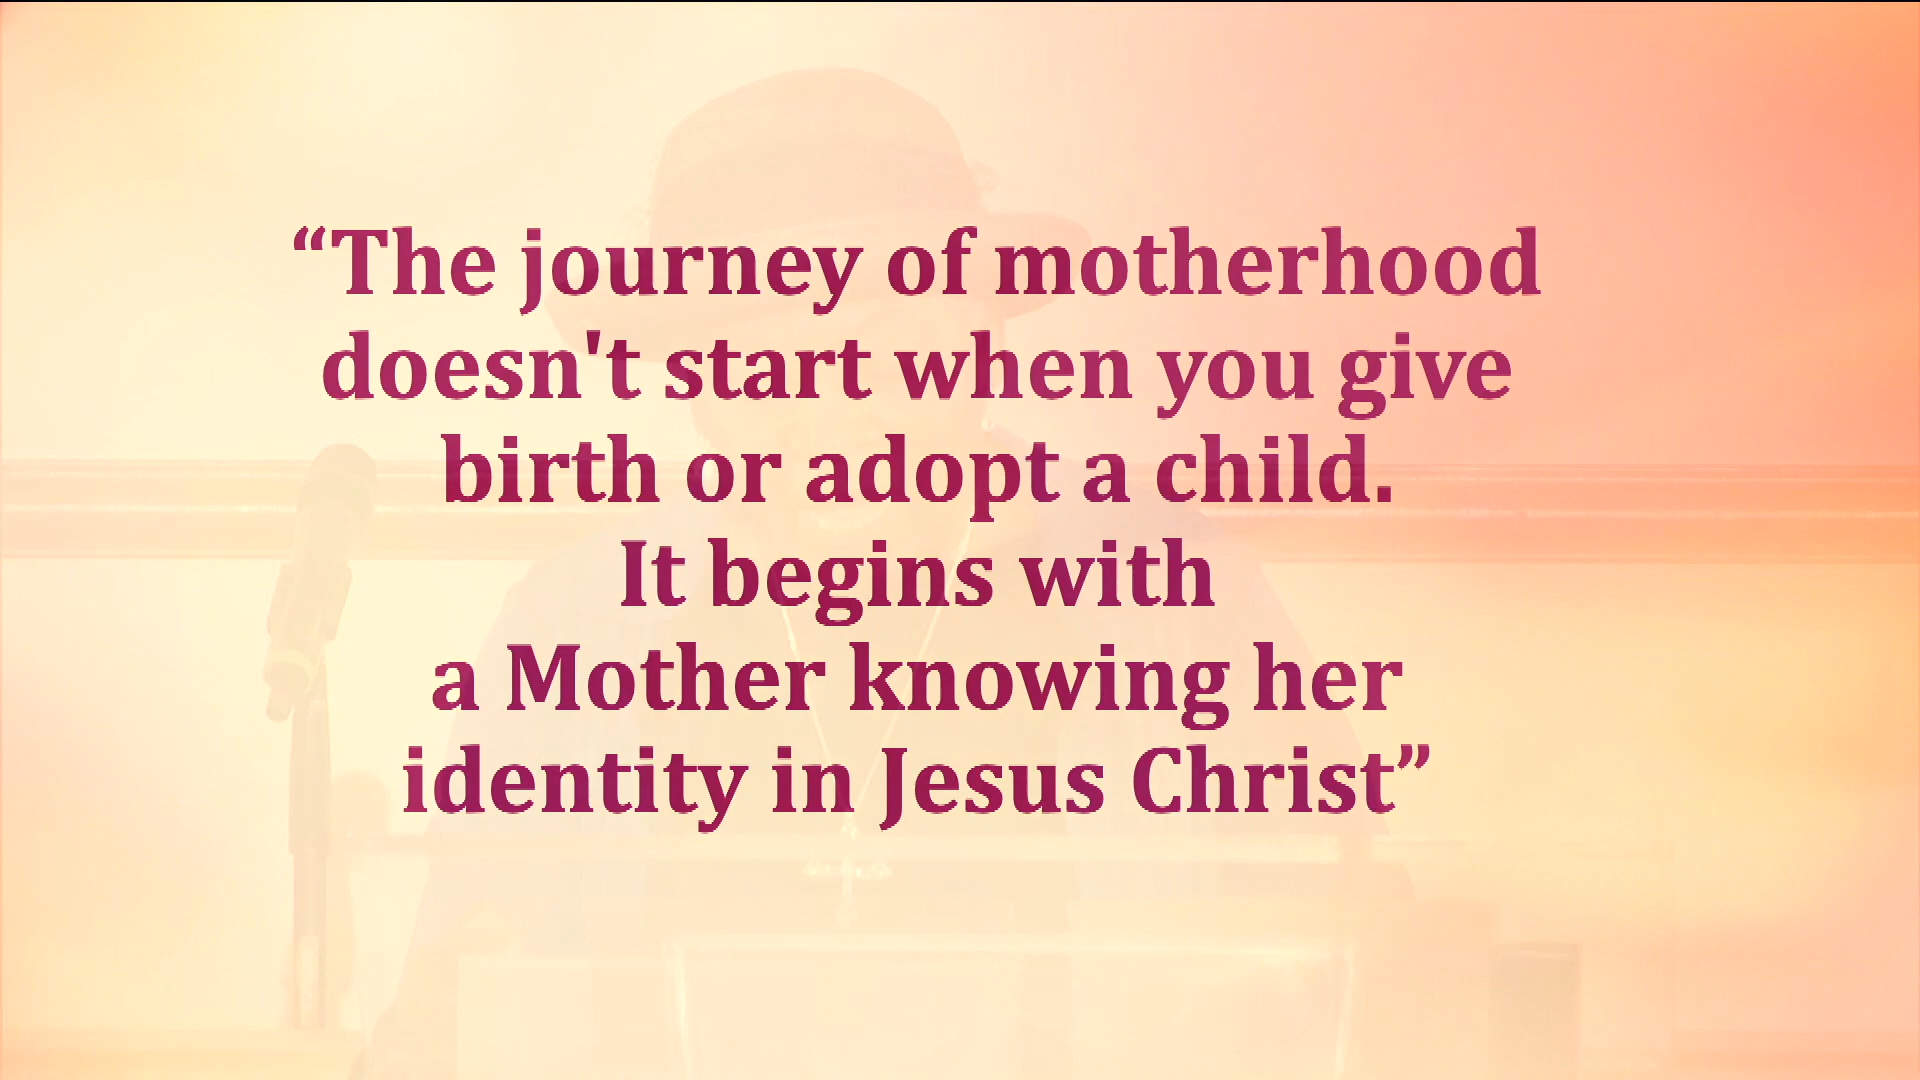 “The journey of motherhood
doesn't start when you give
birth or adopt a child.
It begins with
a Mother knowing her
identity in Jesus Christ”